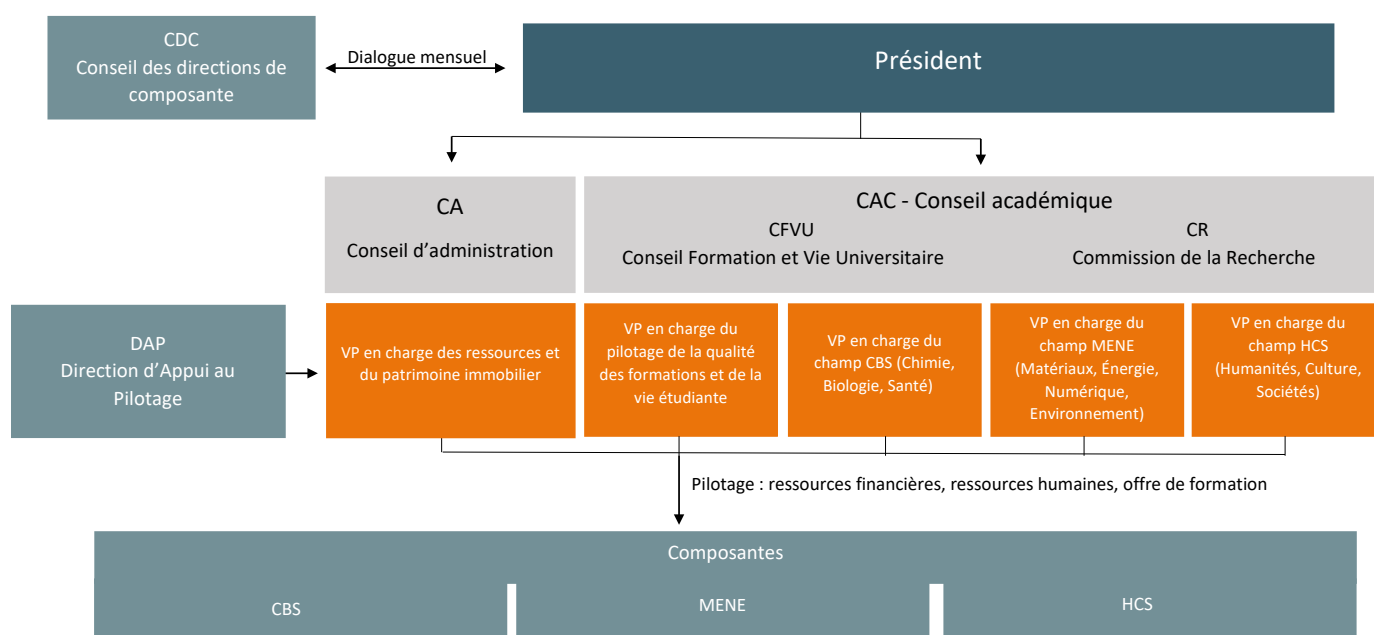 CDC
Conseil des directions de
composante
Dialogue mensuel
Président
CA
Conseil d’administration
CAC - Conseil académique
CFVU
Conseil Formation et Vie Universitaire
CR
Commission de la Recherche
DAP
Direction d’Appui au
Pilotage
VP en charge des ressources et
du patrimoine immobilier
VP en charge du
pilotage de la qualité
des formations et de la
vie étudiante
VP en charge du
champ CBS (Chimie,
Biologie, Santé)
VP en charge du
champ MENE
(Matériaux, Énergie,
Numérique,
Environnement)
VP en charge du
champ HCS
(Humanités, Culture,
Sociétés)
Pilotage : ressources financières, ressources humaines, offre de formation
Composantes
CBS
MENE
HCS